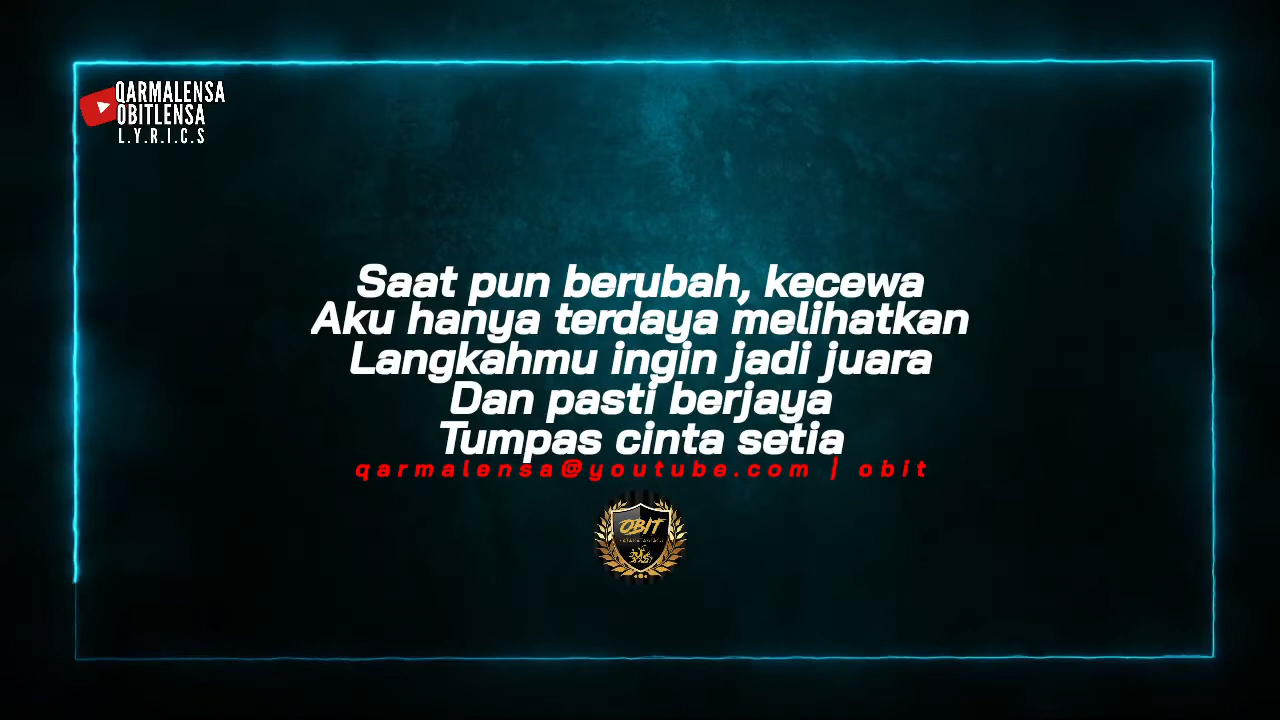 QARMALENSA
OBITLENSA
L.Y.R.I.C.S
Saat pun berubah, kecewa
Aku hanya terdaya melihatkan
Langkahmu ingin jadi juara
Dan pasti berjaya
Tumpas cinta setia
qarmalensa@youtube.com | obit
OBIT